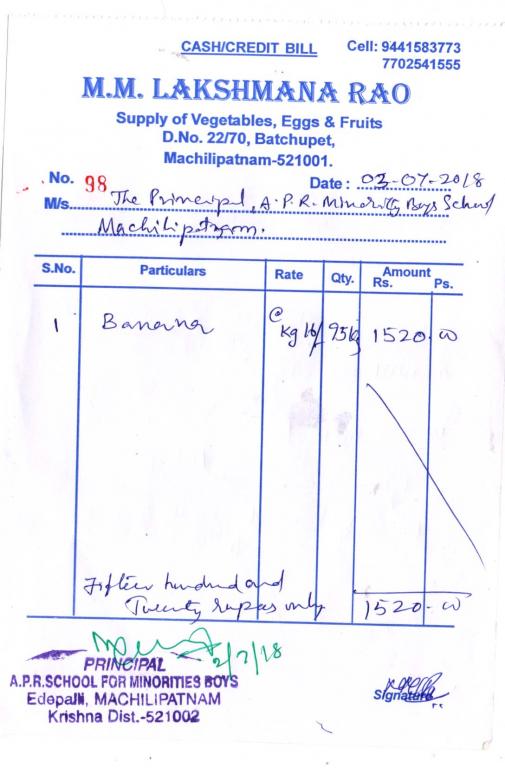 CASH/CREDIT BILL
Cell: 9441583773
7702541555
M.M. LAKSHMANA RAO
Supply of Vegetables, Eggs & Fruits
D.No. 22/70, Batchupet,
Machilipatnam-521001.
No. 98
Date : 03-07-2018
M/s. The Principal, A.P.R. Minority Boys School
Machilipatnam.
S.No. Particulars Rate Qty. Amount
Rs. Ps.
1 Banana @ Kg 16/ 95kg 1520.00
Fifteen hundred and
Twenty rupees only 1520-00
2/7/18
PRINCIPAL
A.P.R.SCHOOL FOR MINORITIES BOYS
Edepalli, MACHILIPATNAM
Krishna Dist.-521002
Signature